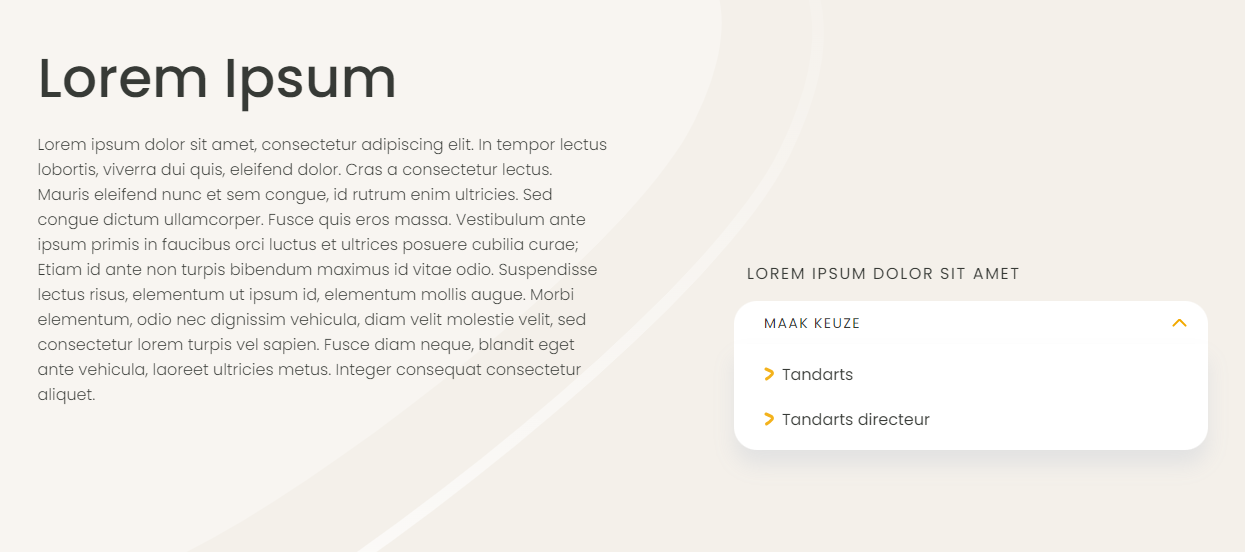 Lorem Ipsum
Lorem ipsum dolor sit amet, consectetur adipiscing elit. In tempor lectus
lobortis, viverra dui quis, eleifend dolor. Cras a consectetur lectus.
Mauris eleifend nunc et sem congue, id rutrum enim ultricies. Sed
congue dictum ullamcorper. Fusce quis eros massa. Vestibulum ante
ipsum primis in faucibus orci luctus et ultrices posuere cubilia curae;
Etiam id ante non turpis bibendum maximus id vitae odio. Suspendisse
lectus risus, elementum ut ipsum id, elementum mollis augue. Morbi
elementum, odio nec dignissim vehicula, diam velit molestie velit, sed
consectetur lorem turpis vel sapien. Fusce diam neque, blandit eget
ante vehicula, laoreet ultricies metus. Integer consequat consectetur
aliquet.
LOREM IPSUM DOLOR SIT AMET
MAAK KEUZE
Tandarts
Tandarts directeur